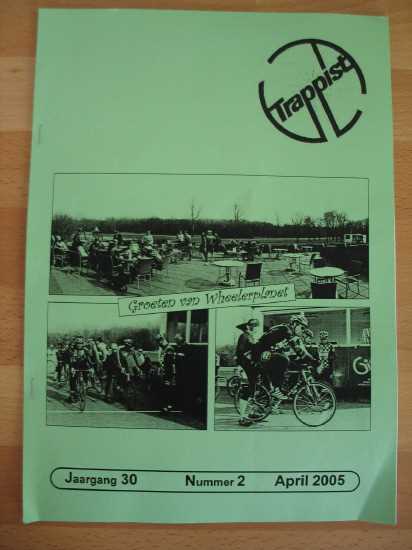 Trappist
Groeten van Wheelerplanet
Jaargang 30 Nummer 2 April 2005